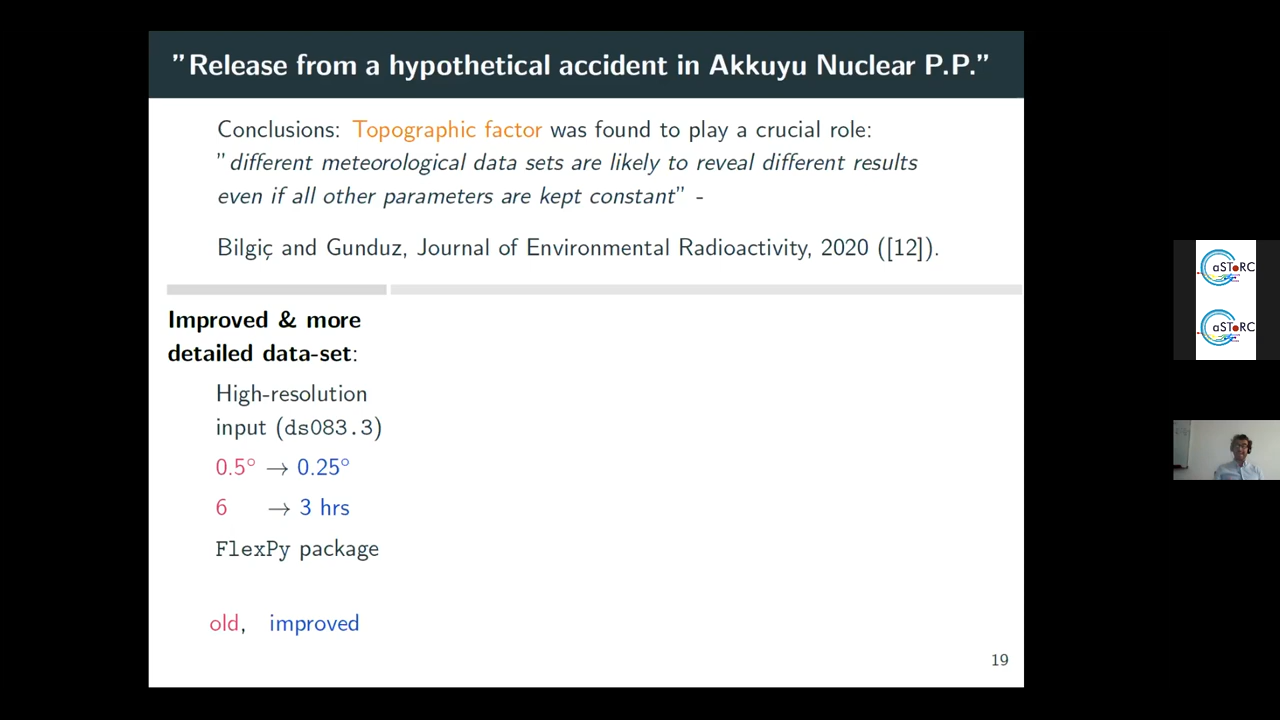 "Release from a hypothetical accident in Akkuyu Nuclear P.P."
Conclusions: Topographic factor was found to play a crucial role:
"different meteorological data sets are likely to reveal different results
even if all other parameters are kept constant" -
Bilgiç and Gunduz, Journal of Environmental Radioactivity, 2020 ([12]).
Improved & more
detailed data-set:
High-resolution
input (ds083.3)
0.5° → 0.25°
6 → 3 hrs
FlexPy package
old, improved
19
aSToRC
aSToRC